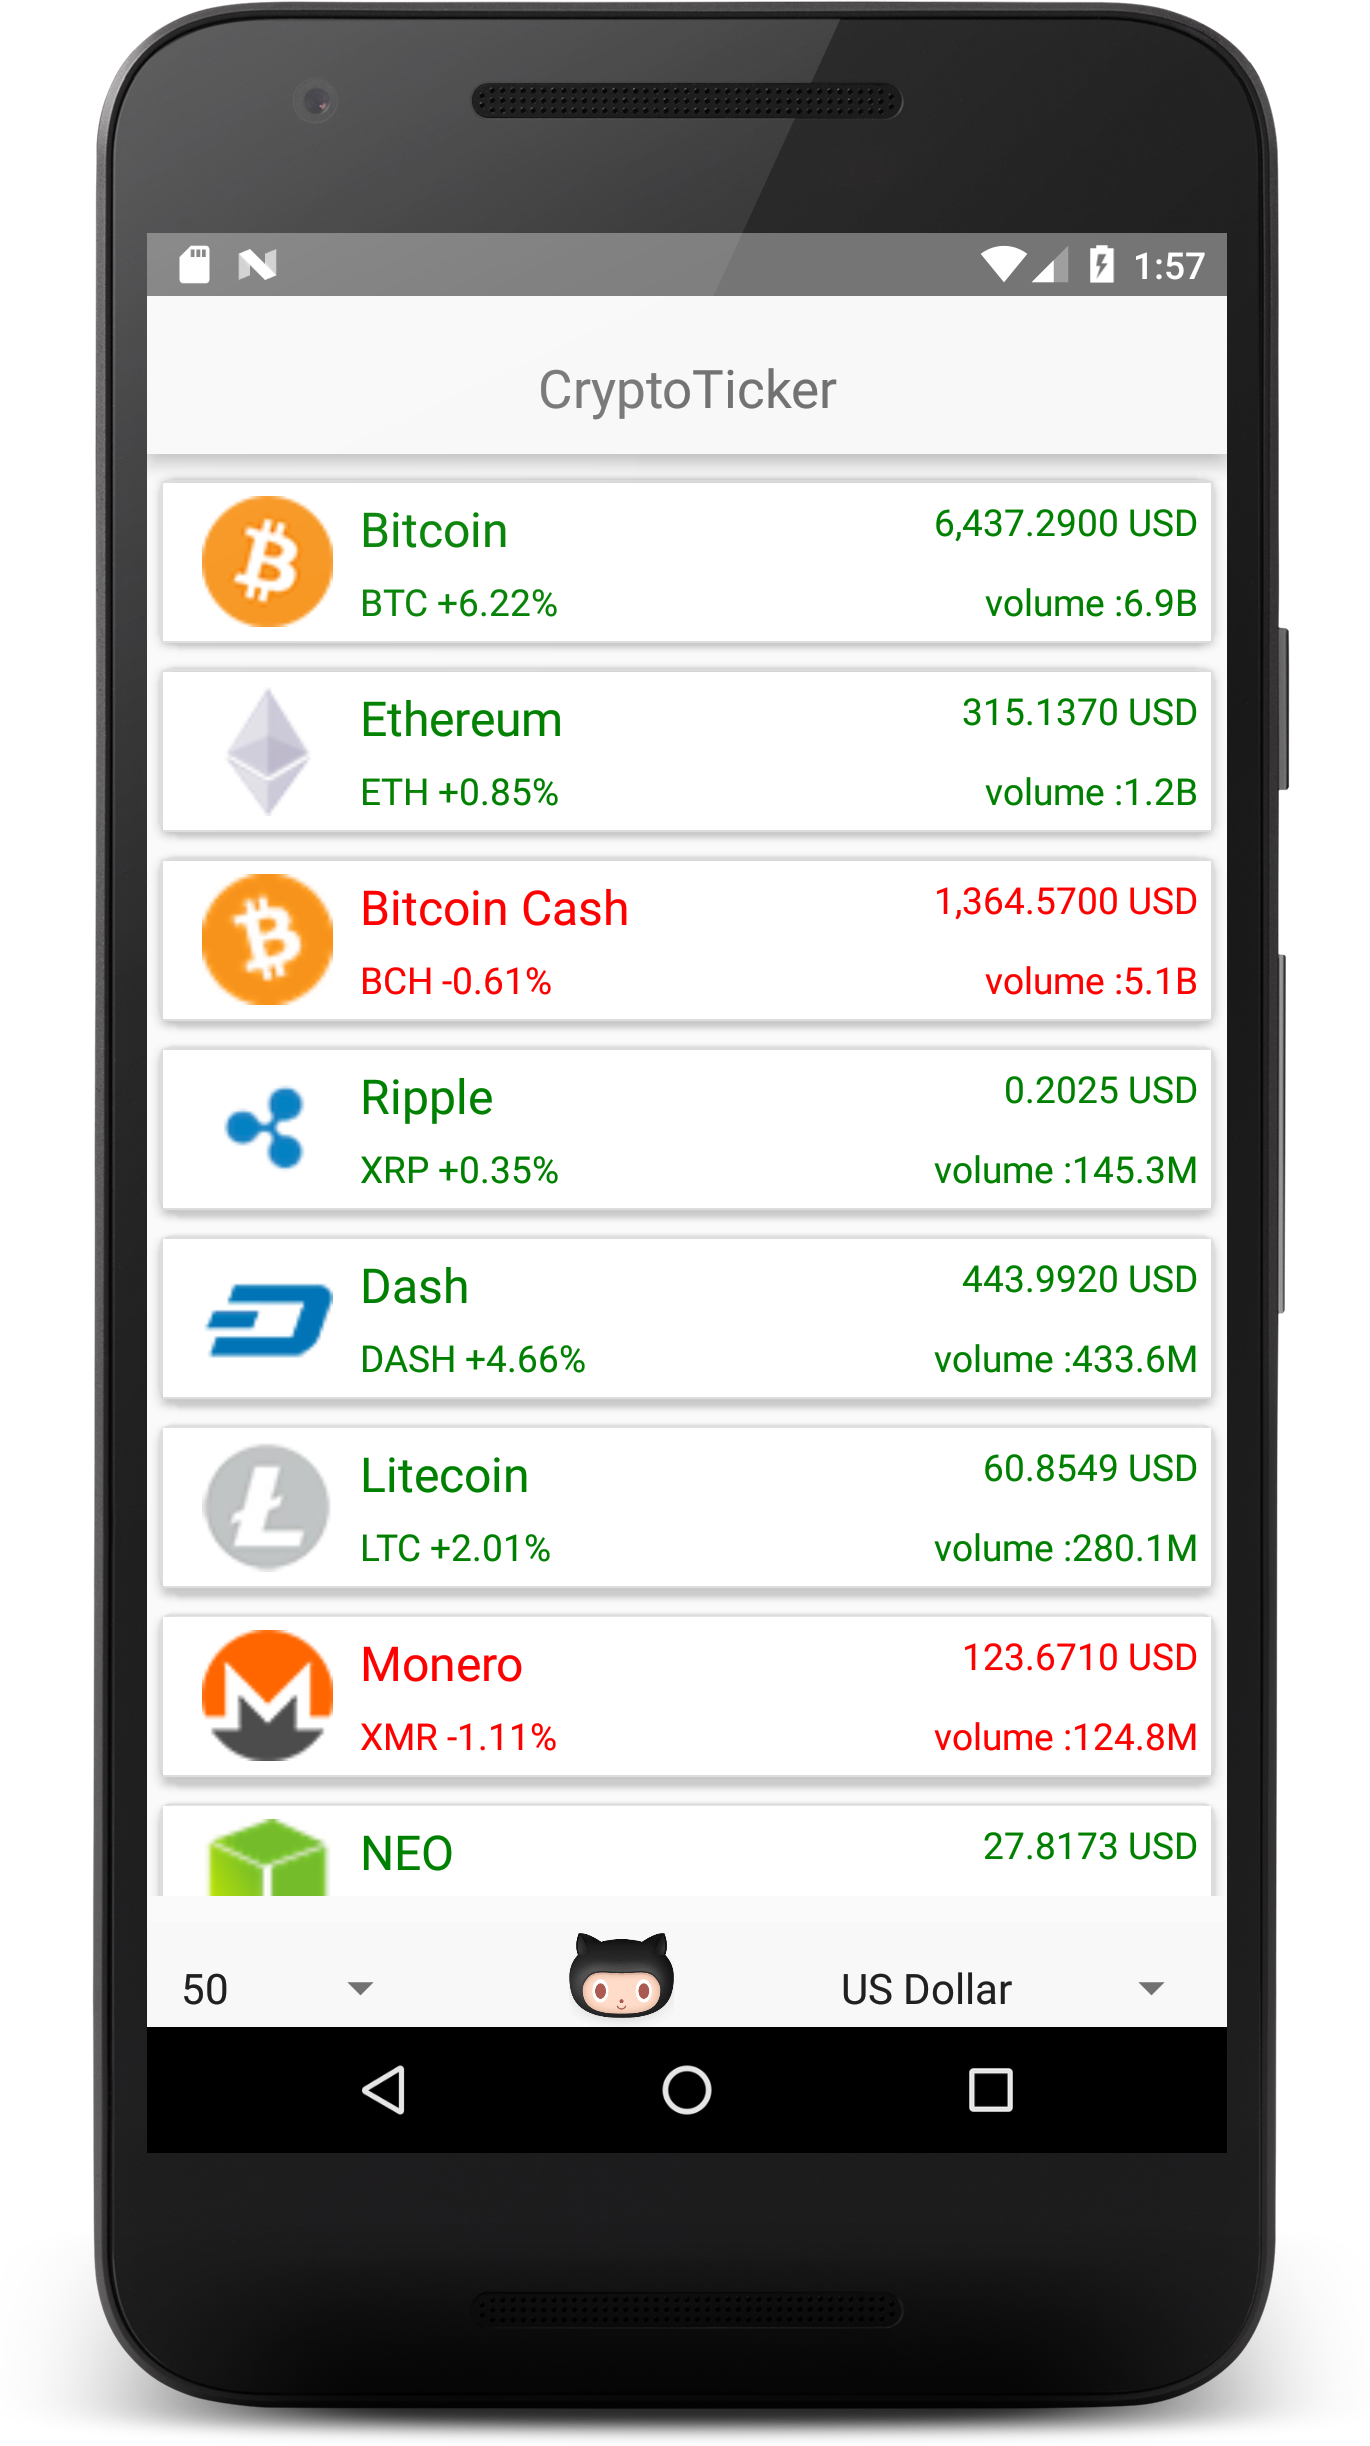 1:57
CryptoTicker
Bitcoin 6,437.2900 USD
BTC +6.22% volume :6.9B
Ethereum 315.1370 USD
ETH +0.85% volume :1.2B
Bitcoin Cash 1,364.5700 USD
BCH -0.61% volume :5.1B
Ripple 0.2025 USD
XRP +0.35% volume :145.3M
Dash 443.9920 USD
DASH +4.66% volume :433.6M
Litecoin 60.8549 USD
LTC +2.01% volume :280.1M
Monero 123.6710 USD
XMR -1.11% volume :124.8M
NEO 27.8173 USD
50 US Dollar